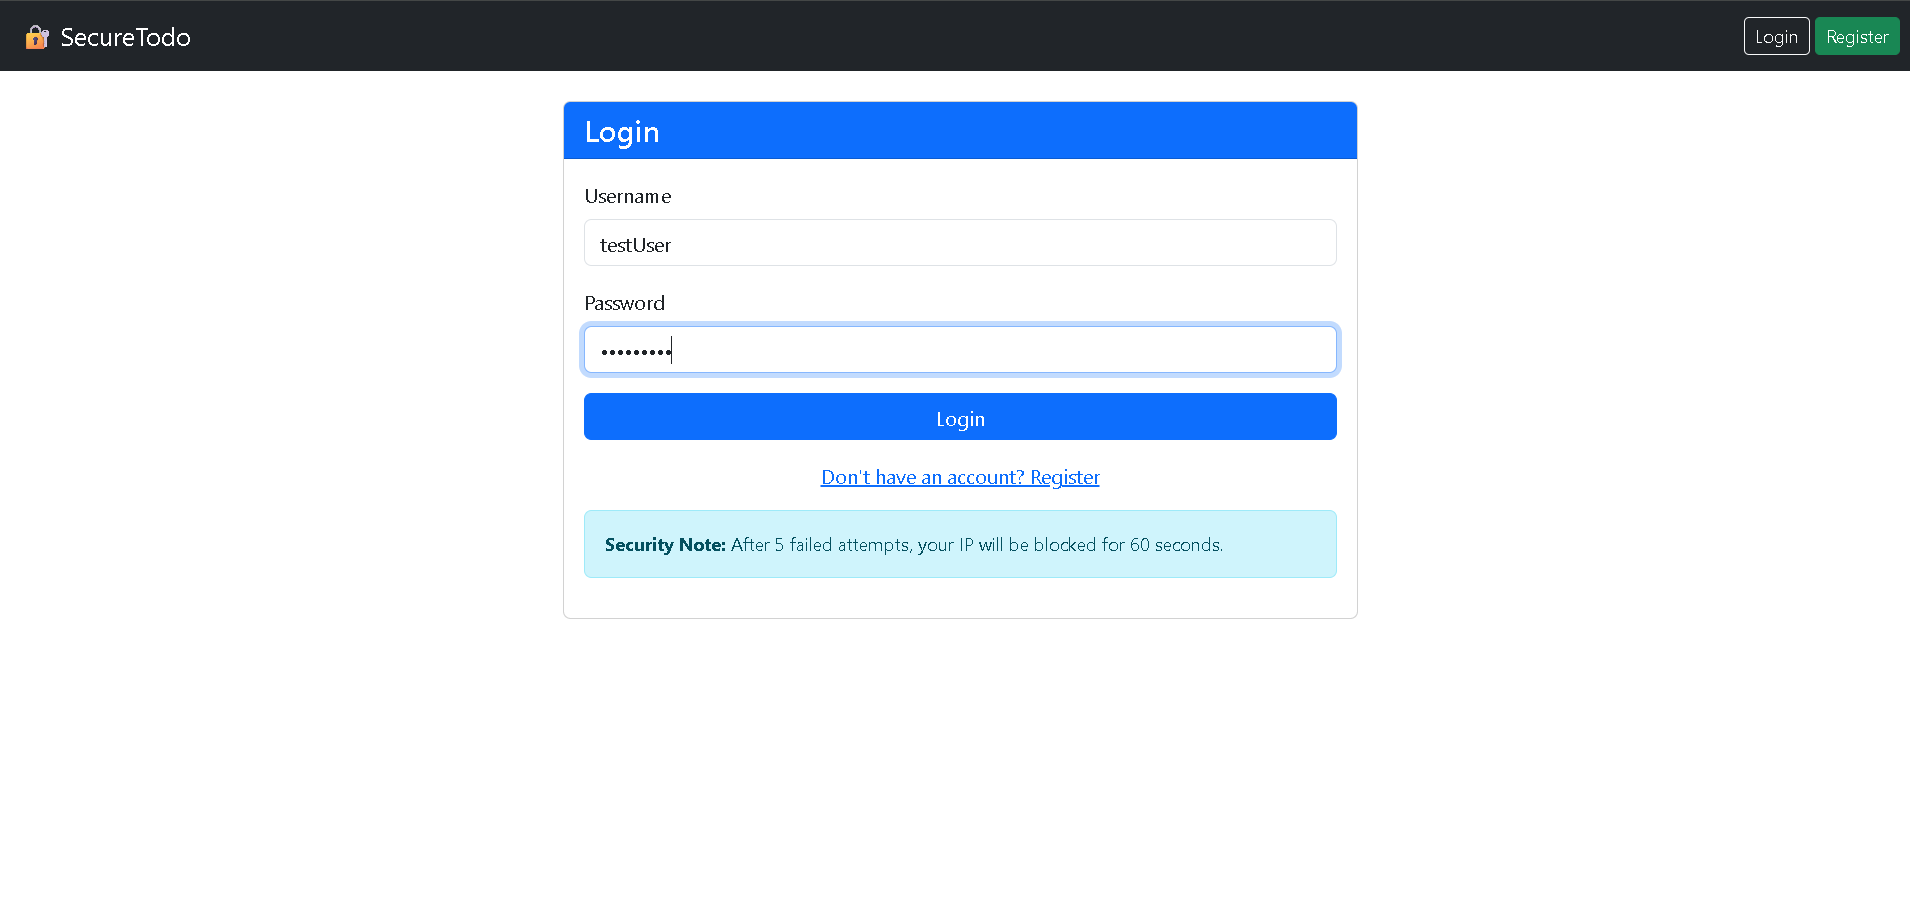 SecureTodo
Login
Register
Login
Username
testUser
Password
•••••••••
Login
Don't have an account? Register
Security Note: After 5 failed attempts, your IP will be blocked for 60 seconds.